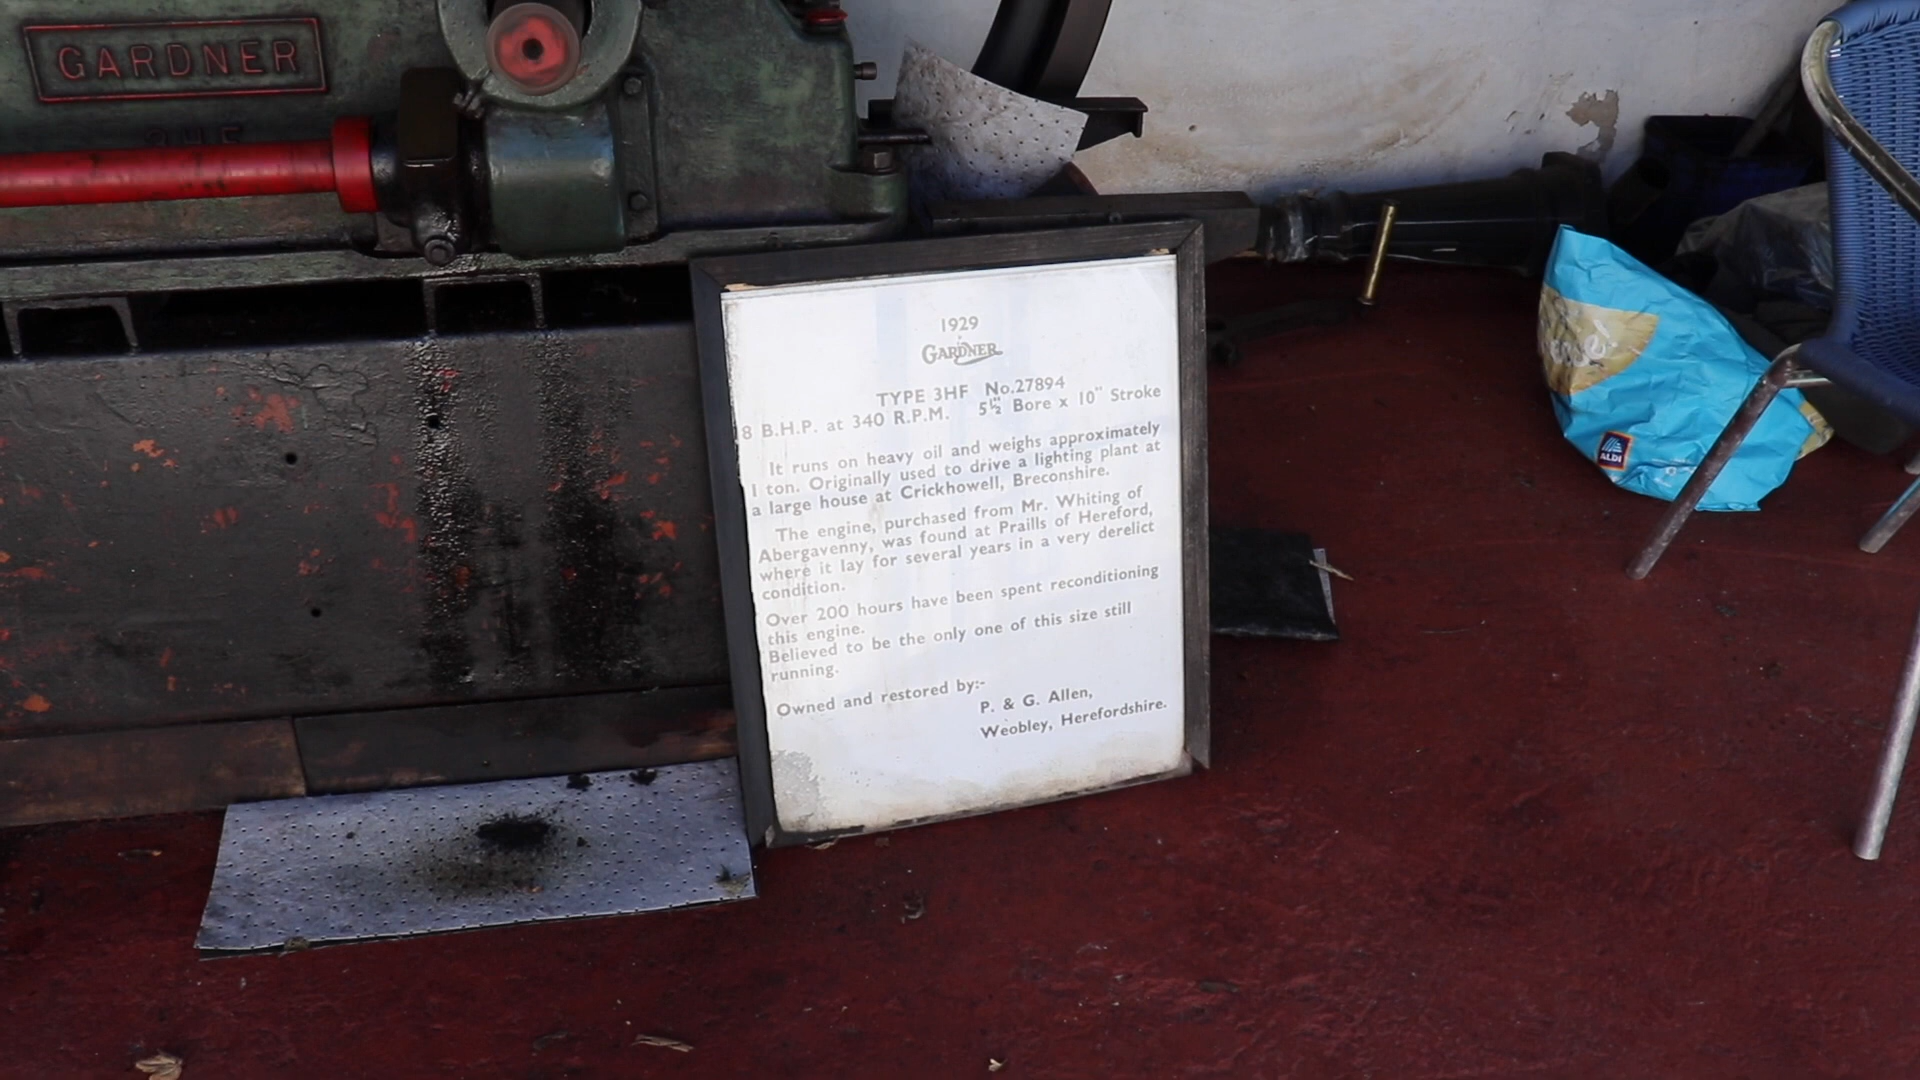 GARDNER
3HF
1929
GARDNER
TYPE 3HF No.27894
8 B.H.P. at 340 R.P.M. 5½" Bore x 10" Stroke
It runs on heavy oil and weighs approximately
1 ton. Originally used to drive a lighting plant at
a large house at Crickhowell, Breconshire.
The engine, purchased from Mr. Whiting of
Abergavenny, was found at Praills of Hereford,
where it lay for several years in a very derelict
condition.
Over 200 hours have been spent reconditioning
this engine.
Believed to be the only one of this size still
running.
Owned and restored by:-
P. & G. Allen,
Weobley, Herefordshire.
ALDI